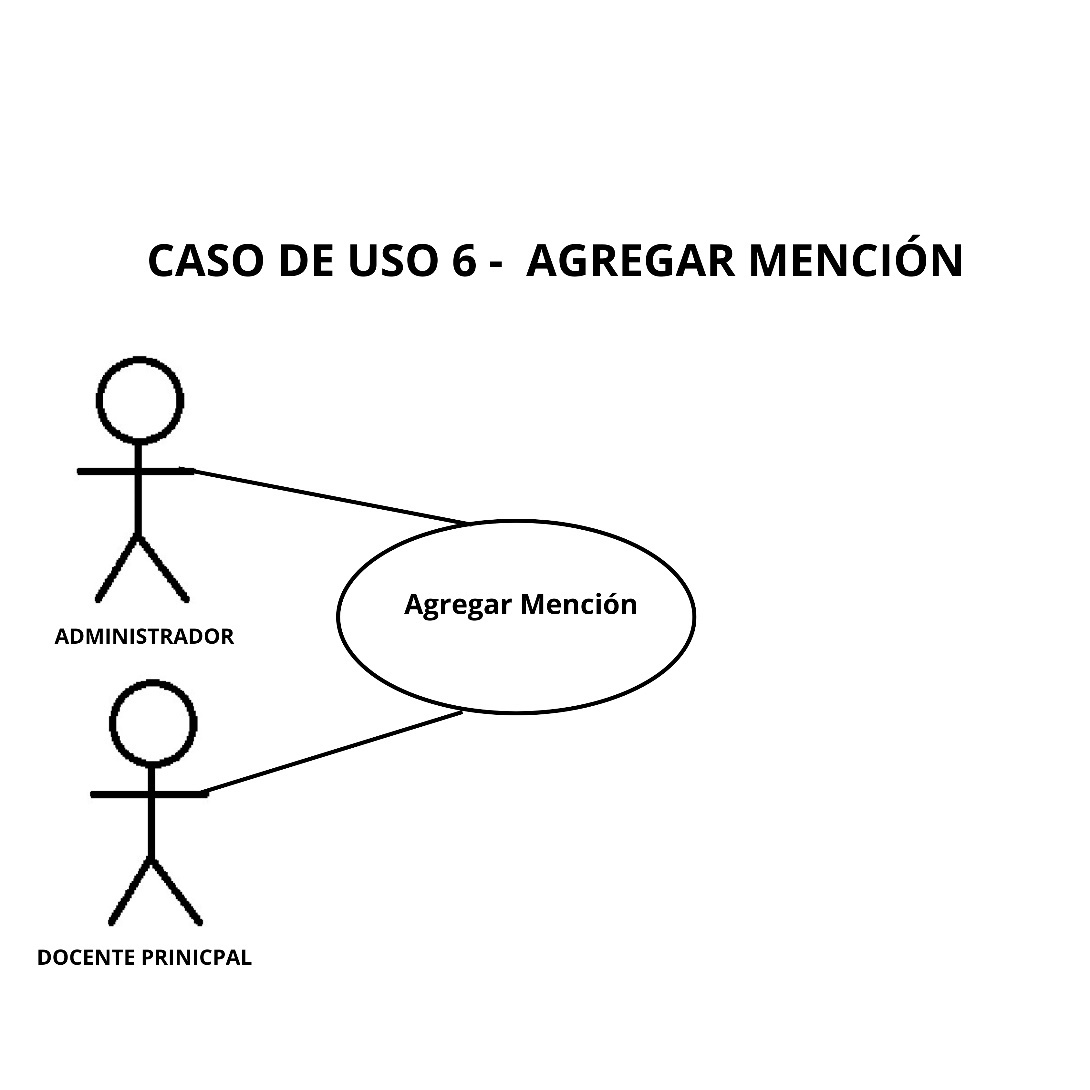 CASO DE USO 6 - AGREGAR MENCIÓN
Agregar Mención
ADMINISTRADOR
DOCENTE PRINICPAL